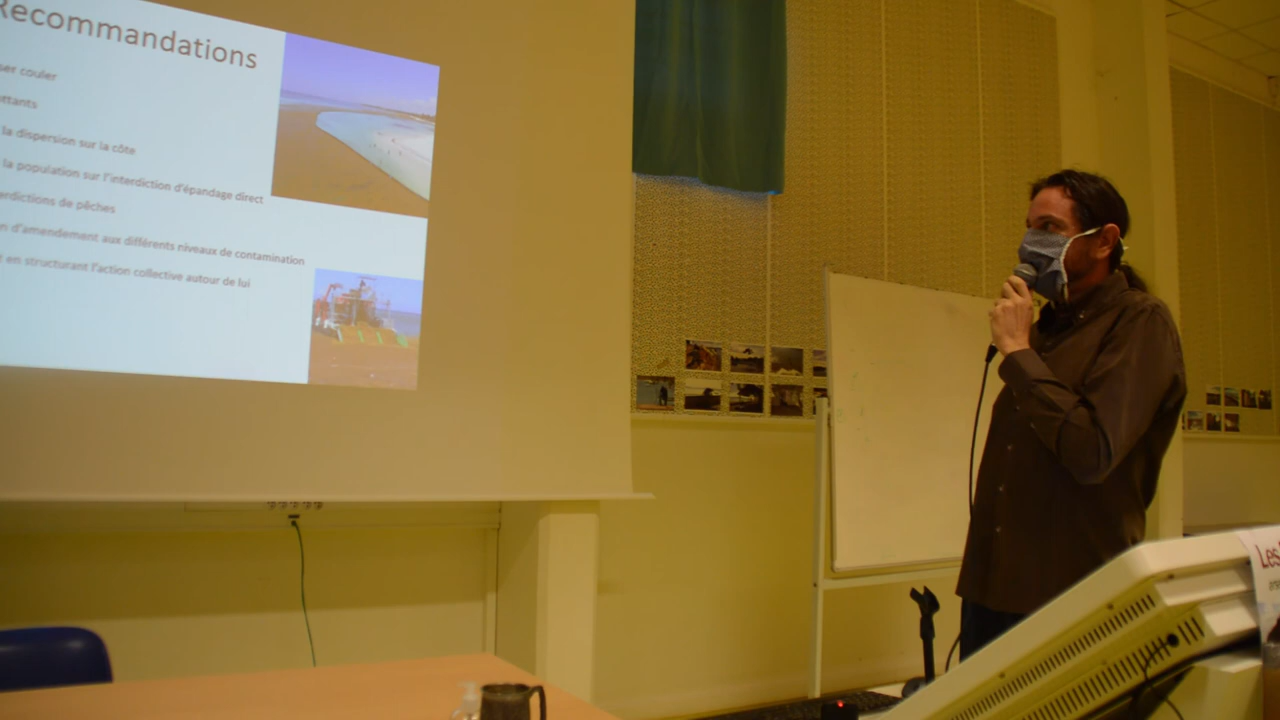 Recommandations
ser couler
ottants
la dispersion sur la côte
la population sur l'interdiction d'épandage direct
erdictions de pêches
n d'amendement aux différents niveaux de contamination
t en structurant l'action collective autour de lui
Les